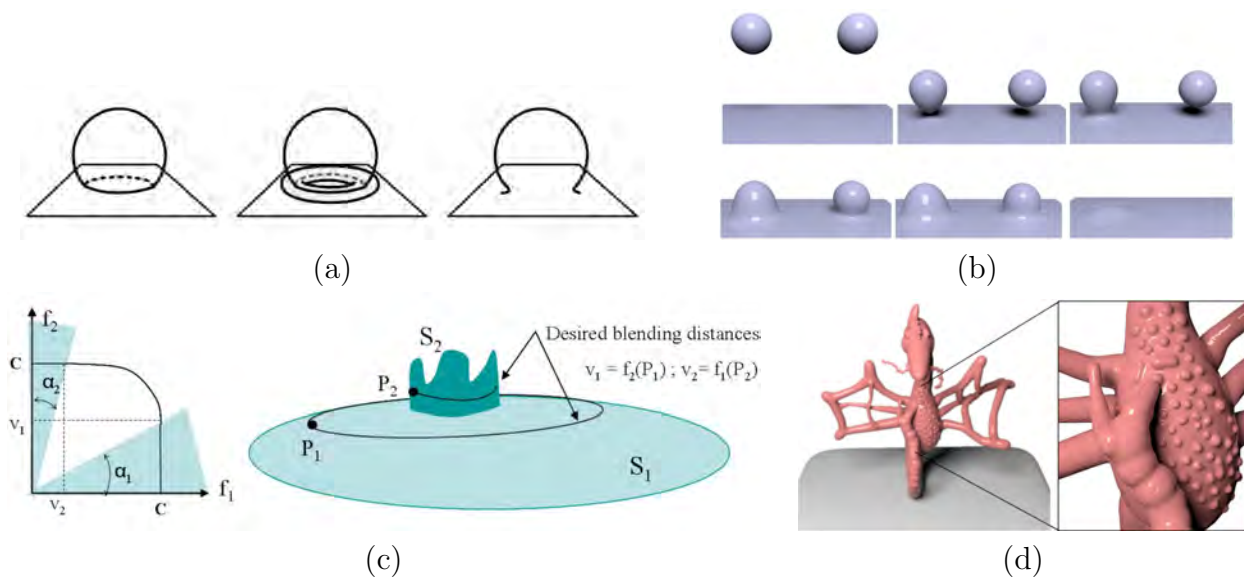 (a)
(b)
f₂
c
α₂
v₁
α₁
v₂
c
f₁
S₂
P₂
P₁
S₁
Desired blending distances
v₁ = f₂(P₁) ; v₂= f₁(P₂)
(c)
(d)